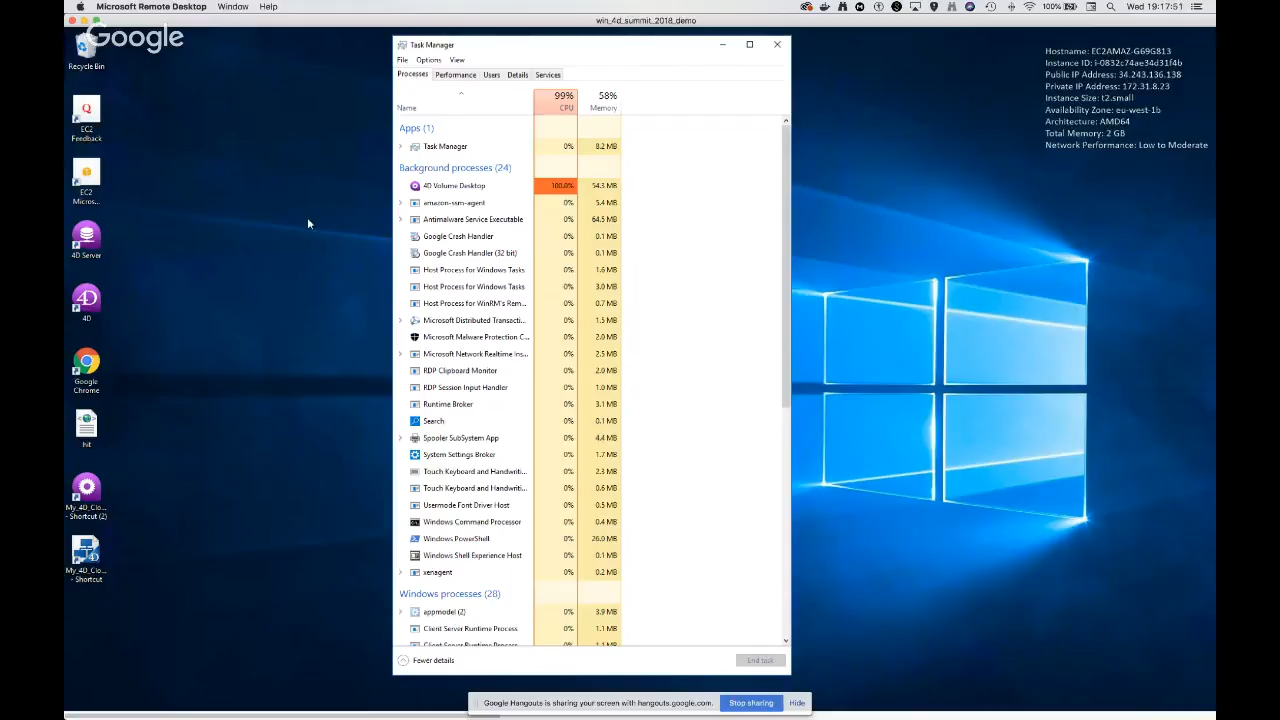 Microsoft Remote Desktop Window Help
100% Wed 19:17:51
win_4d_summit_2018_demo
Google
Recycle Bin
EC2
Feedback
EC2
Micros...
4D Server
4D
Google
Chrome
hit
My_4D_Clo...
- Shortcut (2)
My_4D_Clo...
- Shortcut
Task Manager
File Options View
Processes Performance Users Details Services
99% 58%
Name CPU Memory
Apps (1)
Task Manager 0% 8.2 MB
Background processes (24)
4D Volume Desktop 100.0% 54.3 MB
amazon-ssm-agent 0% 5.4 MB
Antimalware Service Executable 0% 64.5 MB
Google Crash Handler 0% 0.1 MB
Google Crash Handler (32 bit) 0% 0.1 MB
Host Process for Windows Tasks 0% 1.6 MB
Host Process for Windows Tasks 0% 3.0 MB
Host Process for WinRM's Rem... 0% 0.7 MB
Microsoft Distributed Transacti... 0% 1.5 MB
Microsoft Malware Protection C... 0% 2.0 MB
Microsoft Network Realtime Ins... 0% 2.5 MB
RDP Clipboard Monitor 0% 2.0 MB
RDP Session Input Handler 0% 1.0 MB
Runtime Broker 0% 3.1 MB
Search 0% 0.1 MB
Spooler SubSystem App 0% 4.4 MB
System Settings Broker 0% 1.7 MB
Touch Keyboard and Handwriti... 0% 2.3 MB
Touch Keyboard and Handwriti... 0% 0.6 MB
Usermode Font Driver Host 0% 0.5 MB
Windows Command Processor 0% 0.4 MB
Windows PowerShell 0% 26.0 MB
Windows Shell Experience Host 0% 0.1 MB
xenagent 0% 0.2 MB
Windows processes (28)
appmodel (2) 0% 3.9 MB
Client Server Runtime Process 0% 1.1 MB
Client Server Runtime Process 0% 1.1 MB
Fewer details End task
Hostname: EC2AMAZ-G69G813
Instance ID: i-0832c74ae34d31f4b
Public IP Address: 34.243.136.138
Private IP Address: 172.31.8.23
Instance Size: t2.small
Availability Zone: eu-west-1b
Architecture: AMD64
Total Memory: 2 GB
Network Performance: Low to Moderate
Google Hangouts is sharing your screen with hangouts.google.com. Stop sharing Hide